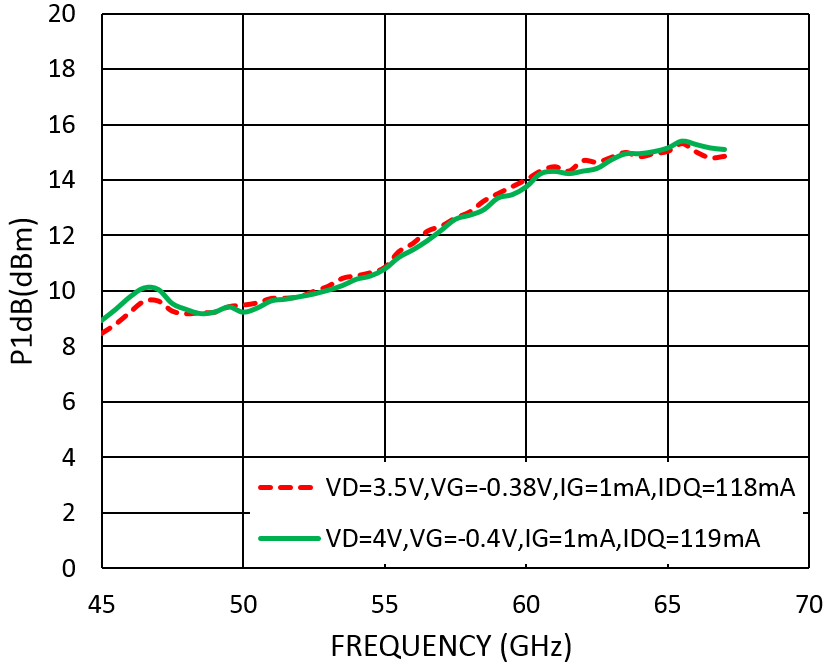 20
18
16
14
12
10
8
6
4
2
0
P1dB(dBm)
VD=3.5V,VG=-0.38V,IG=1mA,IDQ=118mA
VD=4V,VG=-0.4V,IG=1mA,IDQ=119mA
45 50 55 60 65 70
FREQUENCY (GHz)